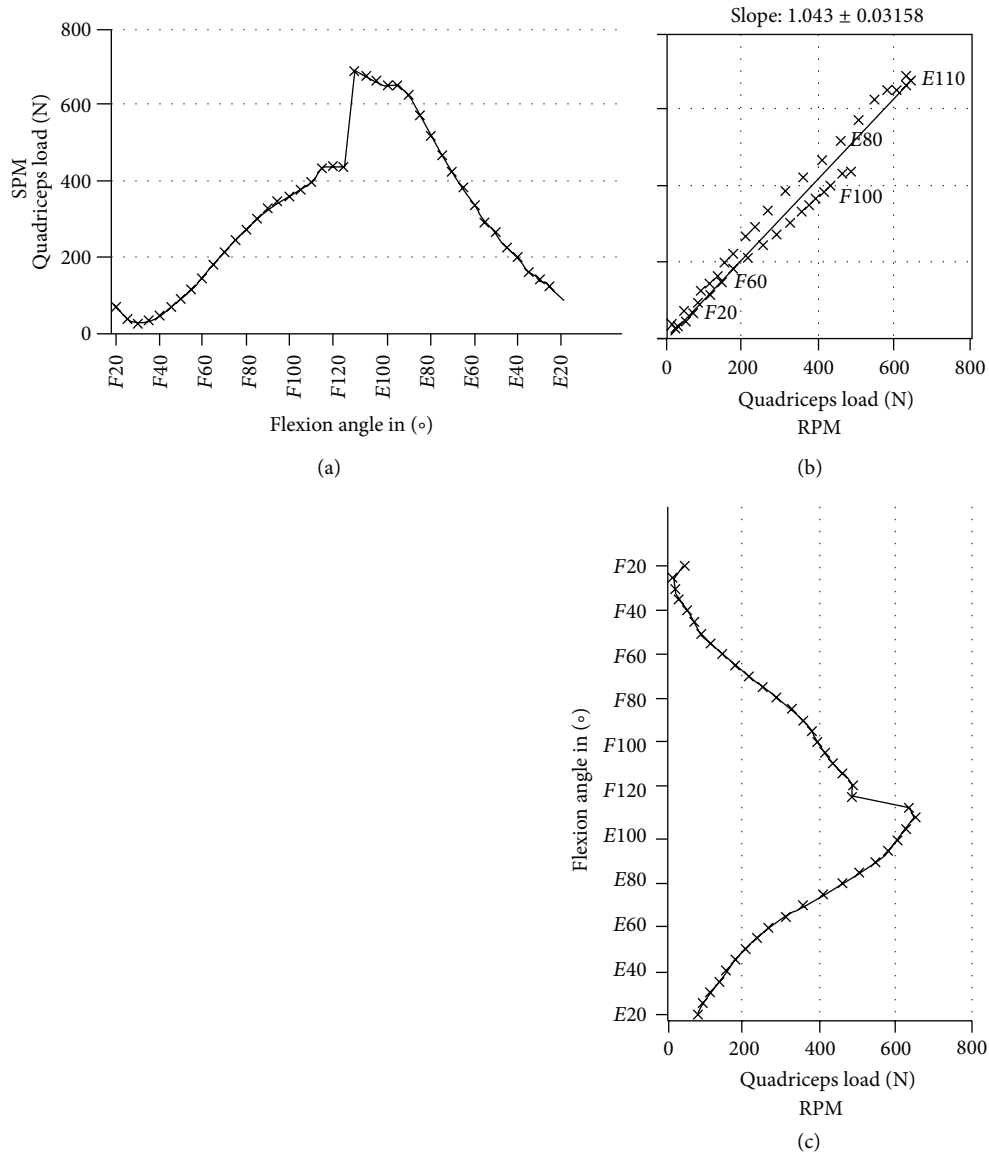 800
600
400
200
0
SPM
Quadriceps load (N)
F20
F40
F60
F80
F100
F120
E100
E80
E60
E40
E20
Flexion angle in (∘)
(a)
Slope: 1.043 ± 0.03158
E110
E80
F100
F60
F20
0 200 400 600 800
Quadriceps load (N)
RPM
(b)
Flexion angle in (∘)
F20
F40
F60
F80
F100
F120
E100
E80
E60
E40
E20
0 200 400 600 800
Quadriceps load (N)
RPM
(c)